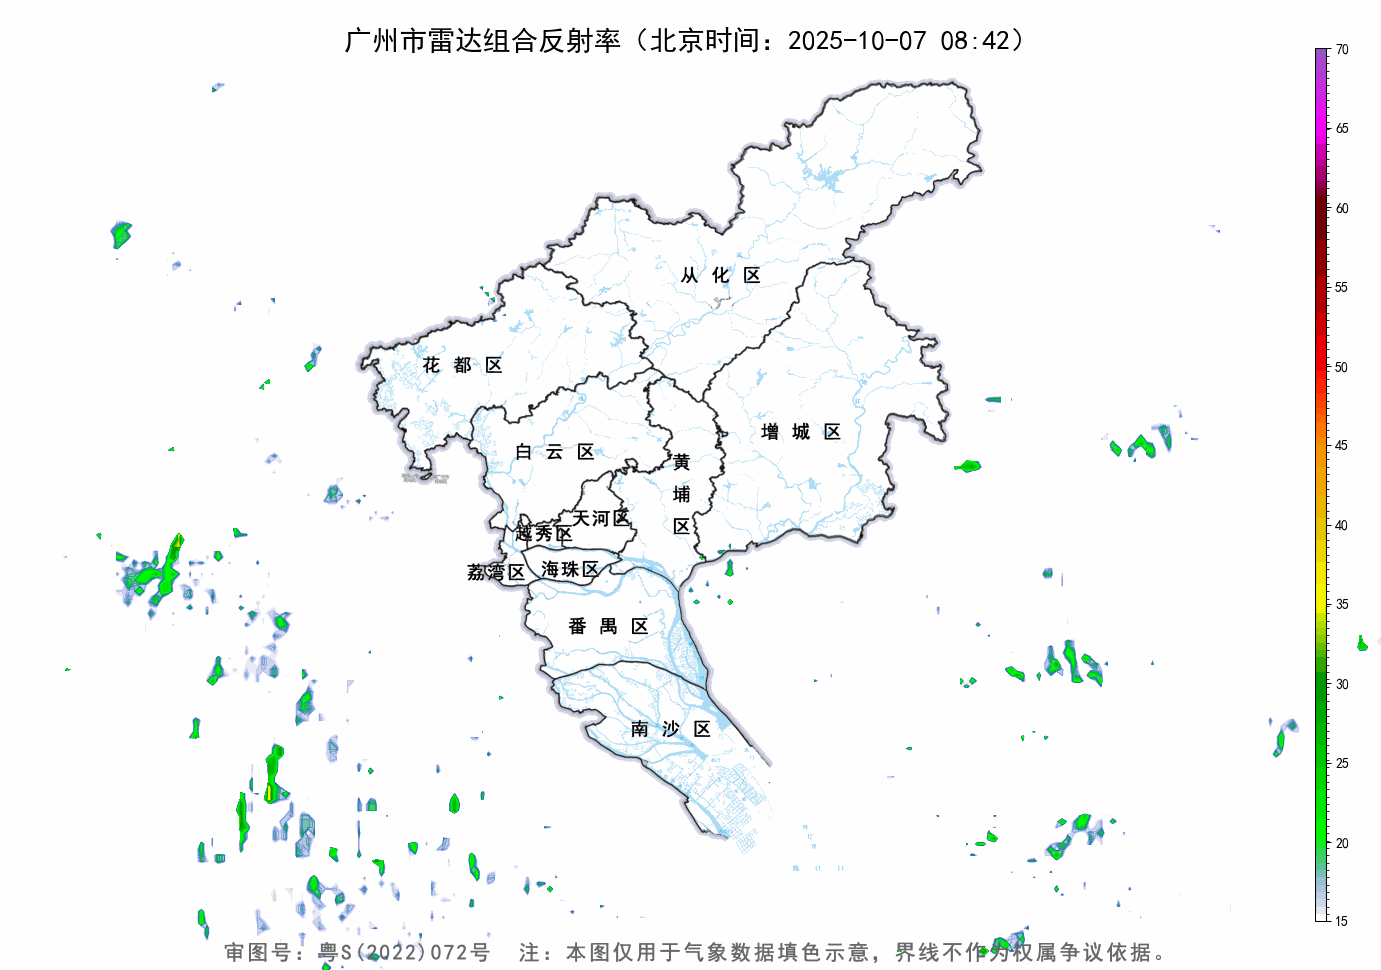 广州市雷达组合反射率（北京时间：2025-10-07 08:42）
70
65
60
55
50
45
40
35
30
25
20
15
从化区
花都区
增城区
白云区
黄埔区
天河区
越秀区
海珠区
荔湾区
番禺区
南沙区
审图号：粤S(2022)072号 注：本图仅用于气象数据填色示意，界线不作为权属争议依据。